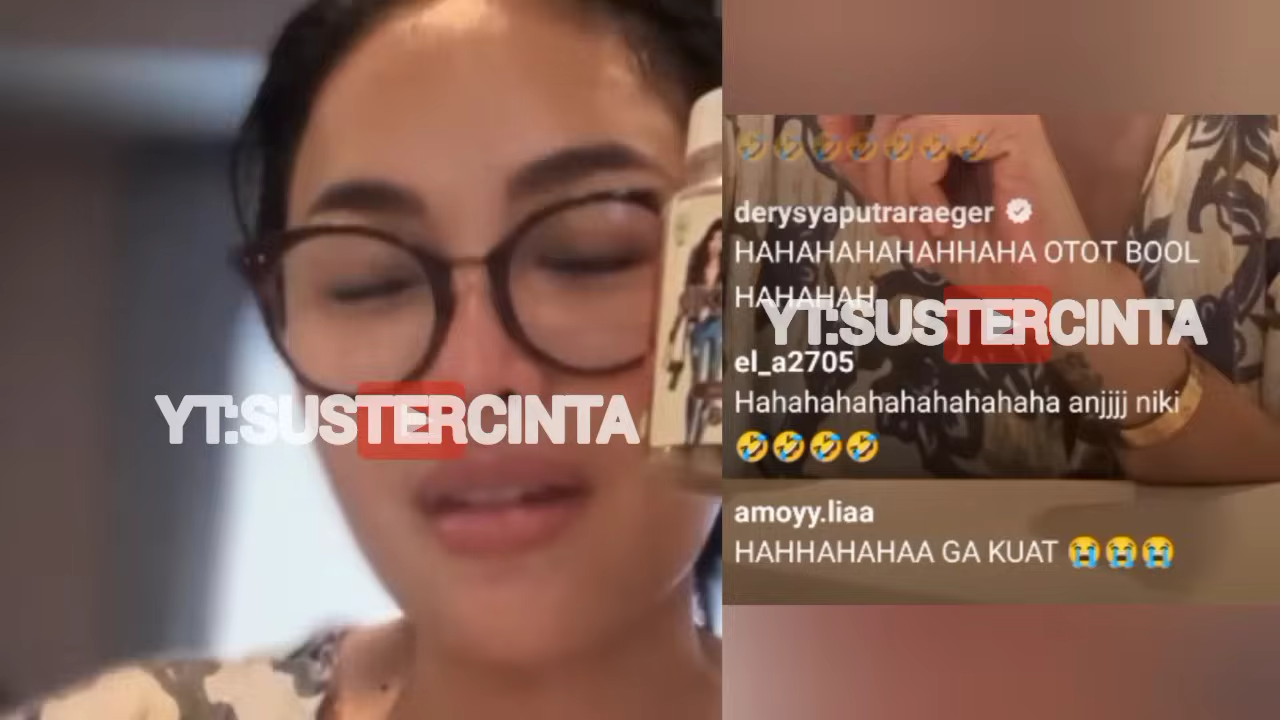 YT:SUSTERCINTA
derysyaputraraeger
HAHAHAHAHAHHAHA OTOT BOOL
HAHAHAH
YT:SUSTERCINTA
el_a2705
Hahahahahahahahahaha anjjjj niki
🤣🤣🤣🤣
amoyy.liaa
HAHHAHAHAA GA KUAT 😭😭😭